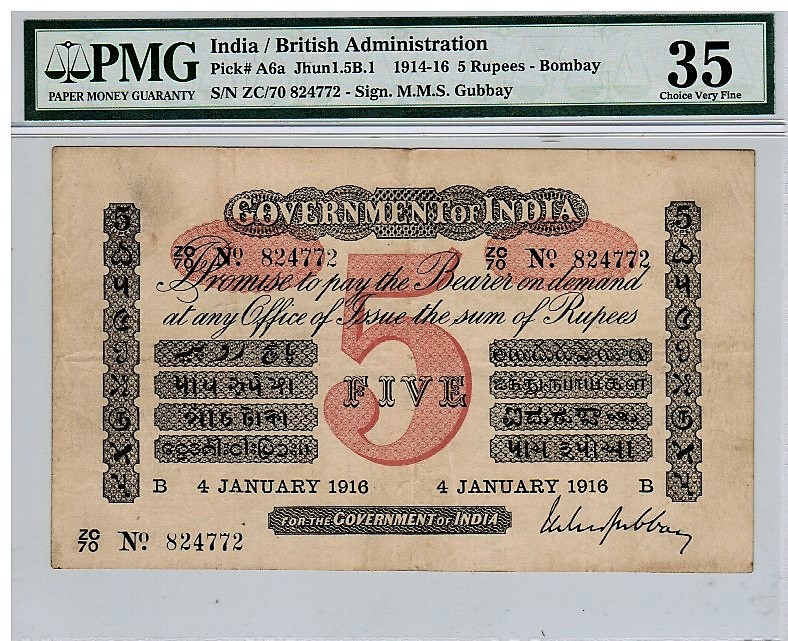 PMG
PAPER MONEY GUARANTY
India / British Administration
Pick# A6a Jhun1.5B.1 1914-16 5 Rupees - Bombay
S/N ZC/70 824772 - Sign. M.M.S. Gubbay
35
Choice Very Fine
GOVERNMENT OF INDIA
ZC/70 Nº 824772 ZC/70 Nº 824772
Promise to pay the Bearer on demand
at any Office of Issue the sum of Rupees
5
FIVE
B 4 JANUARY 1916 4 JANUARY 1916 B
FOR THE GOVERNMENT OF INDIA
ZC/70 Nº 824772